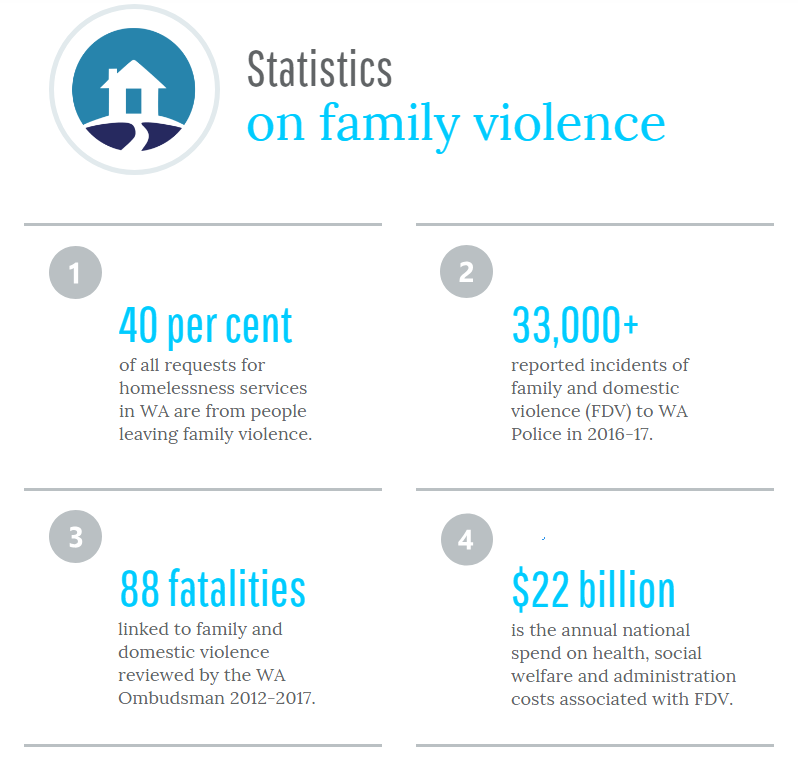 Statistics
on family violence
1
40 per cent
of all requests for
homelessness services
in WA are from people
leaving family violence.
2
33,000+
reported incidents of
family and domestic
violence (FDV) to WA
Police in 2016-17.
3
88 fatalities
linked to family and
domestic violence
reviewed by the WA
Ombudsman 2012-2017.
4
$22 billion
is the annual national
spend on health, social
welfare and administration
costs associated with FDV.